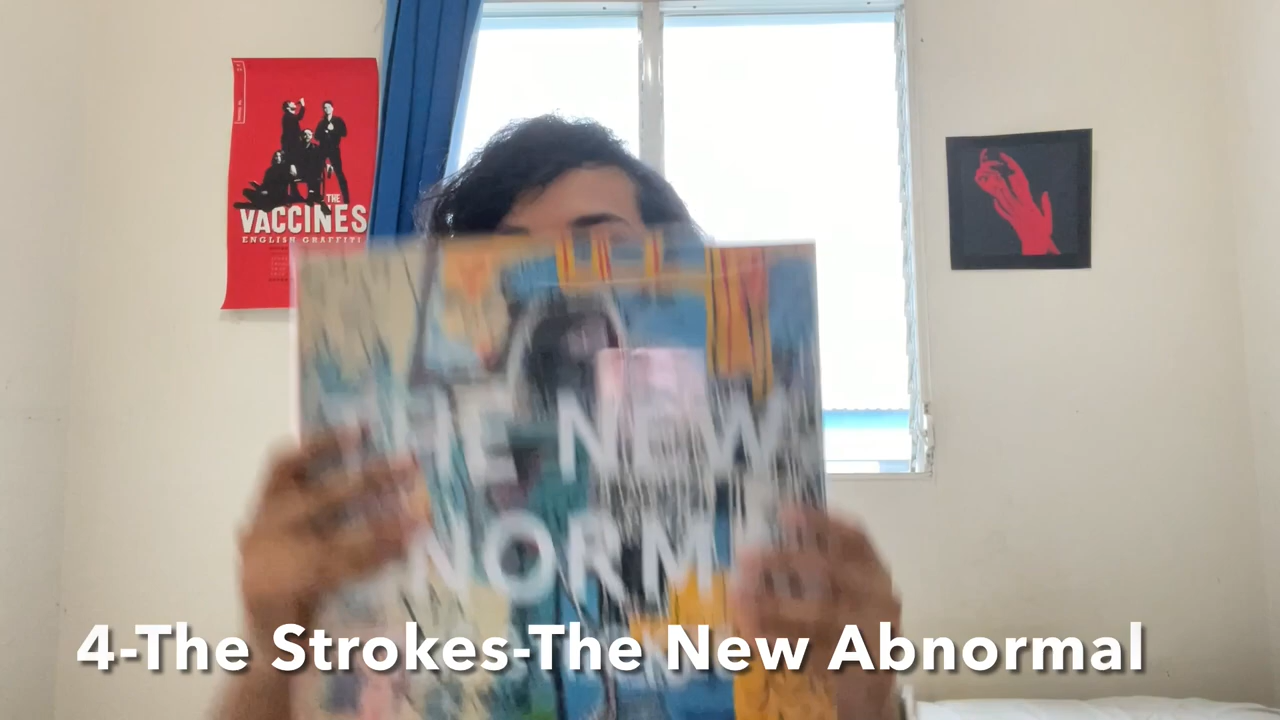 THE
VACCINES
ENGLISH GRAFFITI
THE NEW
NORM
4-The Strokes-The New Abnormal